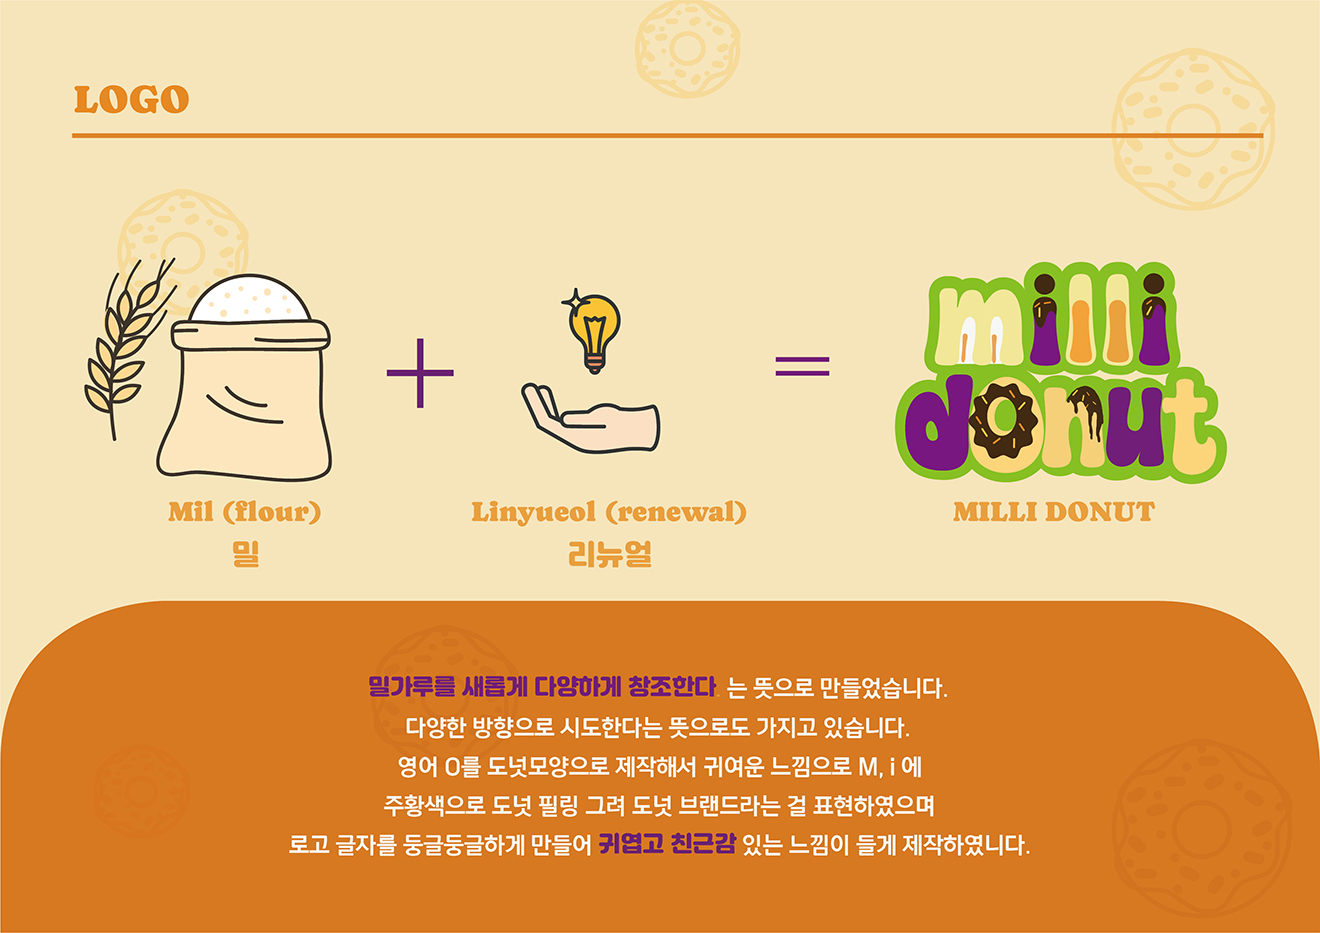 LOGO
milli
donut
Mil (flour)
밀
Linyueol (renewal)
리뉴얼
MILLI DONUT
밀가루를 새롭게 다양하게 창조한다. 는 뜻으로 만들었습니다.
다양한 방향으로 시도한다는 뜻으로도 가지고 있습니다.
영어 O를 도넛모양으로 제작해서 귀여운 느낌으로 M, i 에
주황색으로 도넛 필링 그려 도넛 브랜드라는 걸 표현하였으며
로고 글자를 둥글둥글하게 만들어 귀엽고 친근감 있는 느낌이 들게 제작하였니다.